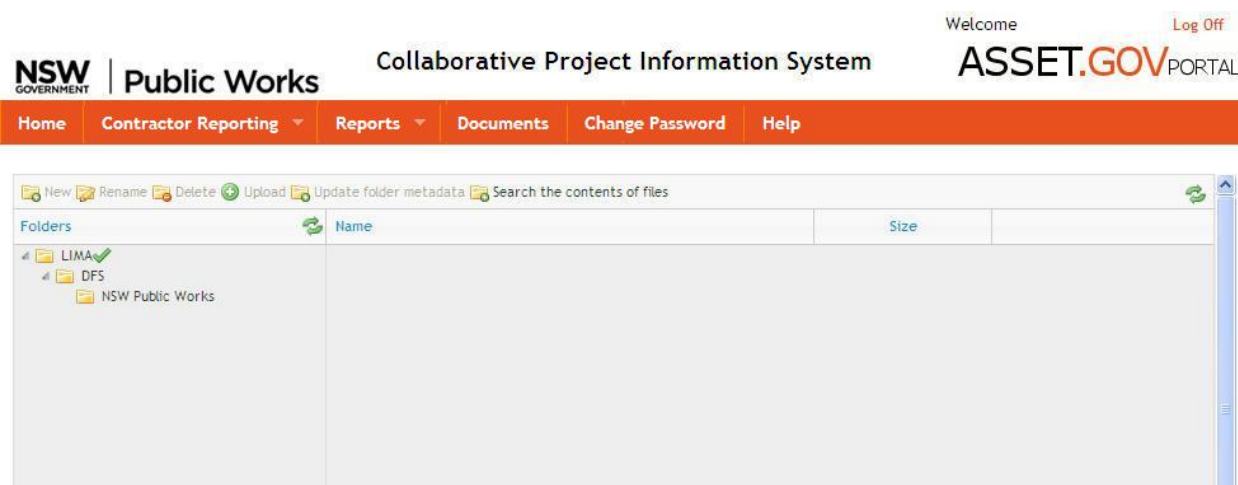 Welcome Log Off
NSW GOVERNMENT Public Works
Collaborative Project Information System
ASSET.GOV PORTAL
Home Contractor Reporting Reports Documents Change Password Help
New Rename Delete Upload Update folder metadata Search the contents of files
Folders Name Size
LIMA
DFS
NSW Public Works